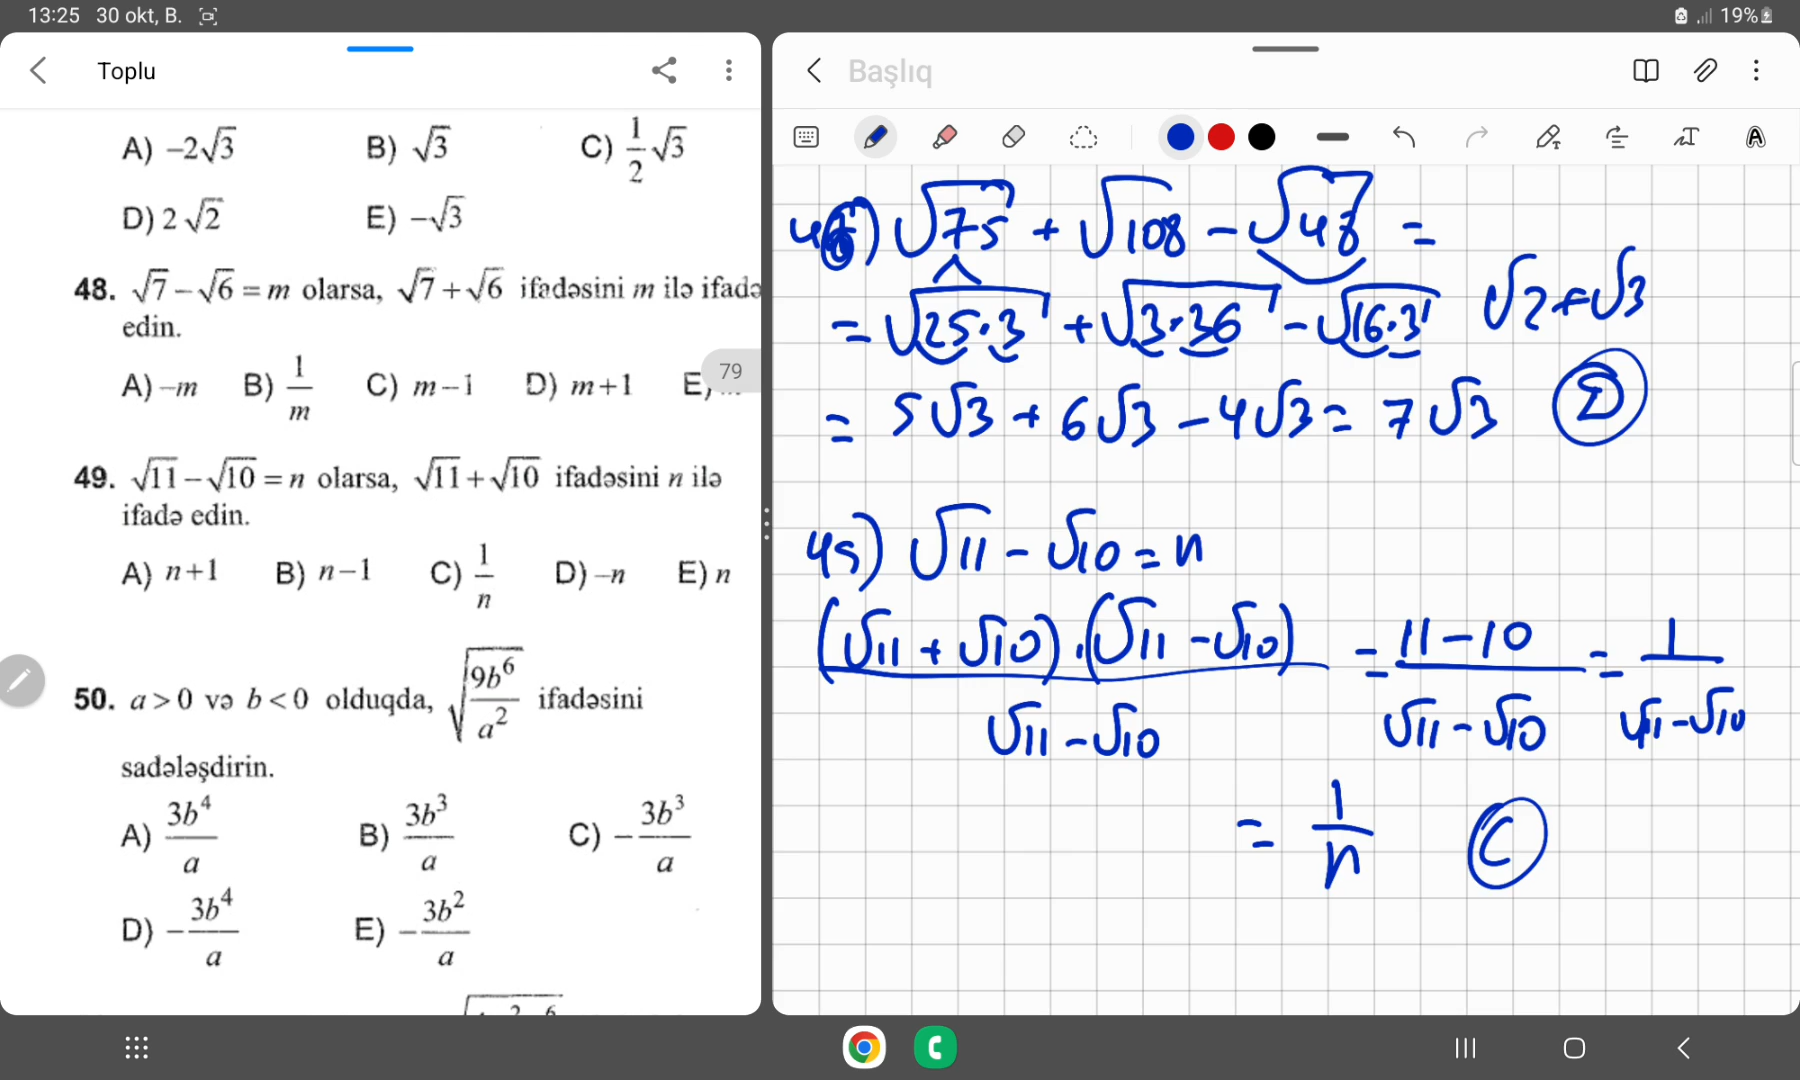 13:25 30 okt, B. 19%
Toplu
A) −2√3 B) √3 C) 1/2 √3
D) 2√2 E) −√3
48. √7 − √6 = m olarsa, √7 + √6 ifadəsini m ilə ifadə
edin.
A) −m B) 1/m C) m−1 D) m+1 E)
79
49. √11 − √10 = n olarsa, √11 + √10 ifadəsini n ilə
ifadə edin.
A) n+1 B) n−1 C) 1/n D) −n E) n
50. a > 0 və b < 0 olduqda, √(9b⁶/a²) ifadəsini
sadələşdirin.
A) 3b⁴/a B) 3b³/a C) −3b³/a
D) −3b⁴/a E) −3b²/a
Başlıq
√75 + √108 − √48 =
= √25·3 + √3·36 − √16·3 √2+√3
= 5√3 + 6√3 − 4√3 = 7√3
49) √11 − √10 = n
(√11 + √10)·(√11 − √10)/(√11 − √10) = (11 − 10)/(√11 − √10) = 1/(√11 − √10)
= 1/n C